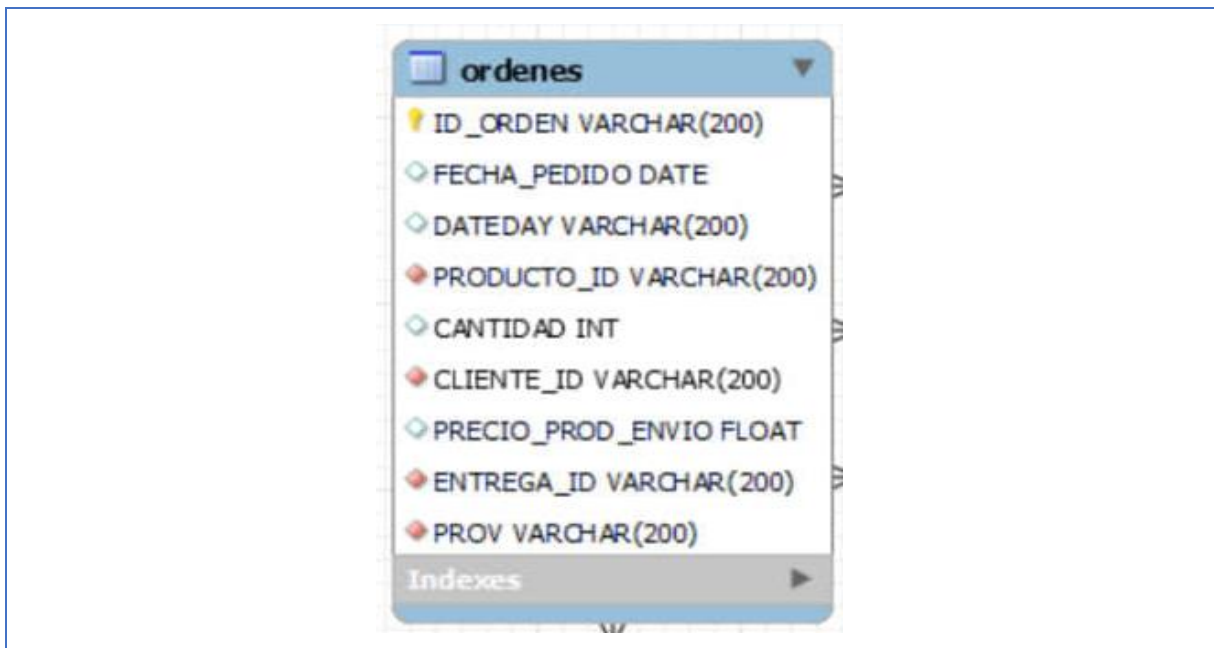 ordenes
ID_ORDEN VARCHAR(200)
FECHA_PEDIDO DATE
DATEDAY VARCHAR(200)
PRODUCTO_ID VARCHAR(200)
CANTIDAD INT
CLIENTE_ID VARCHAR(200)
PRECIO_PROD_ENVIO FLOAT
ENTREGA_ID VARCHAR(200)
PROV VARCHAR(200)
Indexes